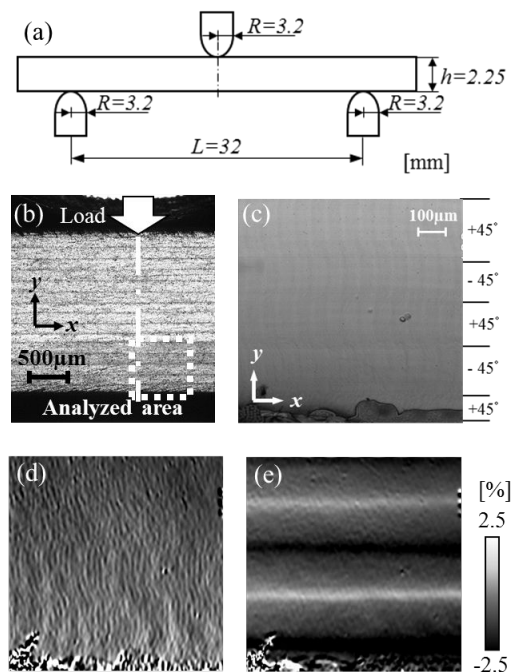 (a)
R=3.2
h=2.25
R=3.2
R=3.2
L=32
[mm]
(b)
Load
y
x
500μm
Analyzed area
(c)
100μm
+45°
- 45°
+45°
- 45°
+45°
y
x
(d)
(e)
[%]
2.5
-2.5